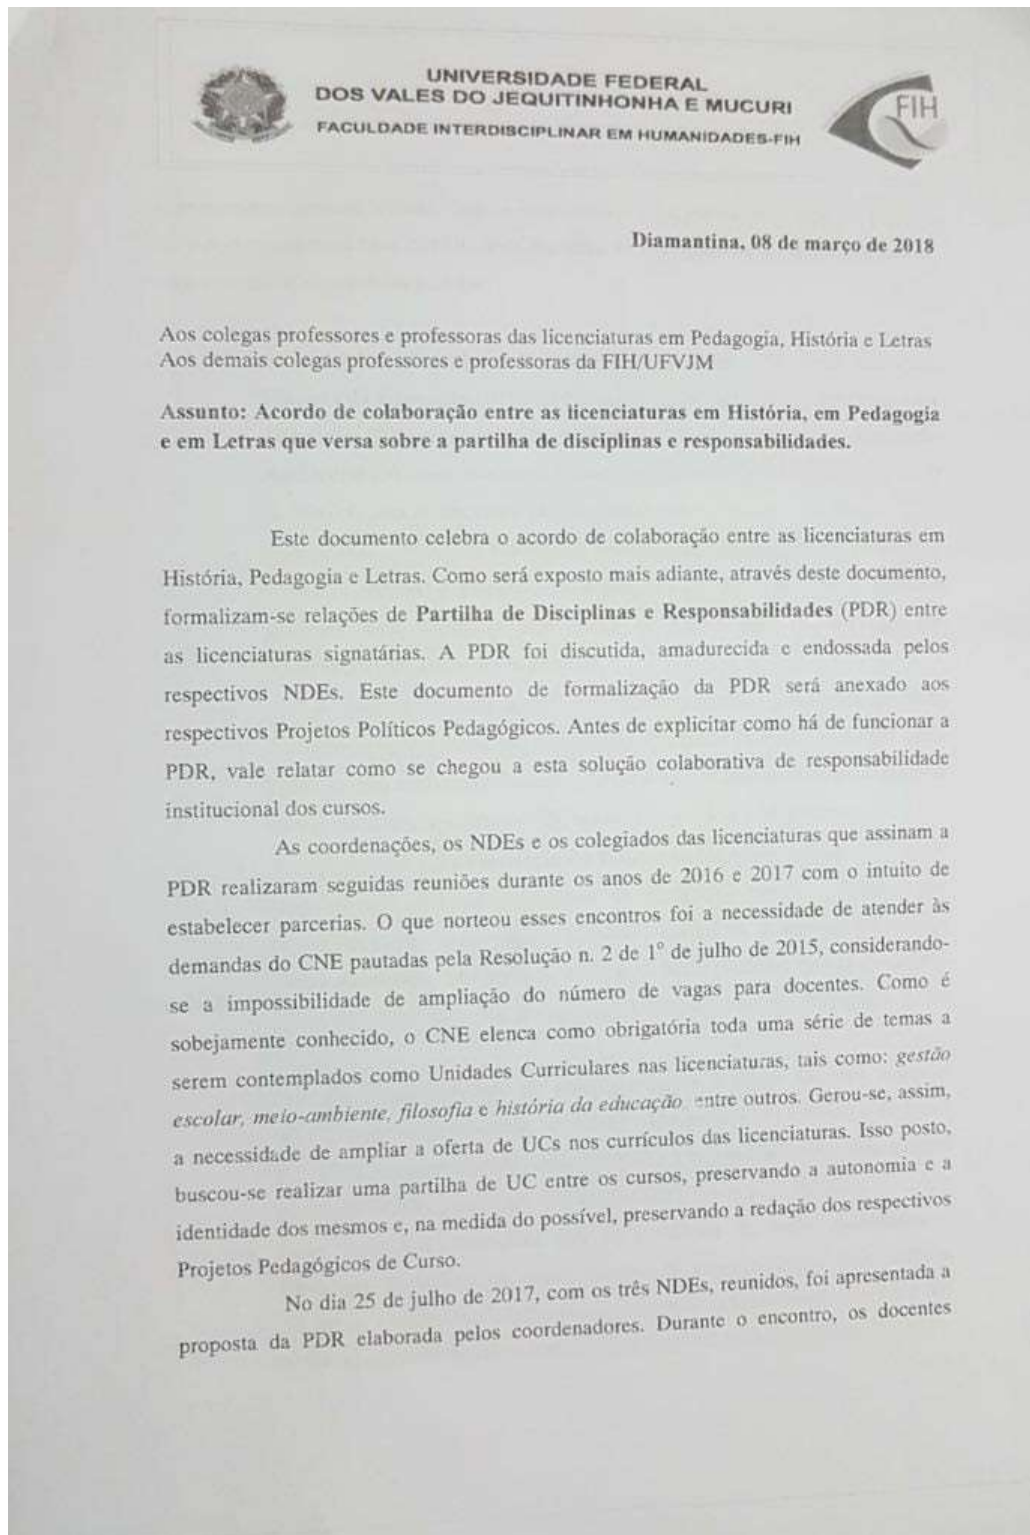 UNIVERSIDADE FEDERAL
DOS VALES DO JEQUITINHONHA E MUCURI
FACULDADE INTERDISCIPLINAR EM HUMANIDADES-FIH
FIH
Diamantina, 08 de março de 2018
Aos colegas professores e professoras das licenciaturas em Pedagogia, História e Letras
Aos demais colegas professores e professoras da FIH/UFVJM
Assunto: Acordo de colaboração entre as licenciaturas em História, em Pedagogia
e em Letras que versa sobre a partilha de disciplinas e responsabilidades.
Este documento celebra o acordo de colaboração entre as licenciaturas em
História, Pedagogia e Letras. Como será exposto mais adiante, através deste documento,
formalizam-se relações de Partilha de Disciplinas e Responsabilidades (PDR) entre
as licenciaturas signatárias. A PDR foi discutida, amadurecida e endossada pelos
respectivos NDEs. Este documento de formalização da PDR será anexado aos
respectivos Projetos Políticos Pedagógicos. Antes de explicitar como há de funcionar a
PDR, vale relatar como se chegou a esta solução colaborativa de responsabilidade
institucional dos cursos.
As coordenações, os NDEs e os colegiados das licenciaturas que assinam a
PDR realizaram seguidas reuniões durante os anos de 2016 e 2017 com o intuito de
estabelecer parcerias. O que norteou esses encontros foi a necessidade de atender às
demandas do CNE pautadas pela Resolução n. 2 de 1º de julho de 2015, considerando-
se a impossibilidade de ampliação do número de vagas para docentes. Como é
sobejamente conhecido, o CNE elenca como obrigatória toda uma série de temas a
serem contemplados como Unidades Curriculares nas licenciaturas, tais como: gestão
escolar, meio-ambiente, filosofia e história da educação entre outros. Gerou-se, assim,
a necessidade de ampliar a oferta de UCs nos currículos das licenciaturas. Isso posto,
buscou-se realizar uma partilha de UC entre os cursos, preservando a autonomia e a
identidade dos mesmos e, na medida do possível, preservando a redação dos respectivos
Projetos Pedagógicos de Curso.
No dia 25 de julho de 2017, com os três NDEs, reunidos, foi apresentada a
proposta da PDR elaborada pelos coordenadores. Durante o encontro, os docentes